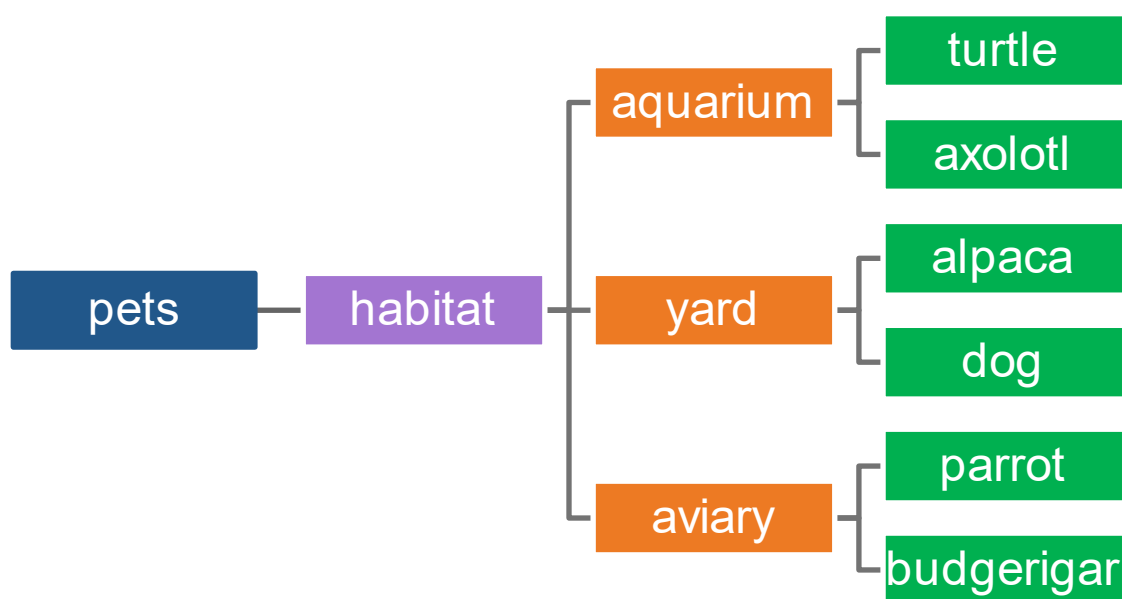 pets
habitat
aquarium
turtle
axolotl
yard
alpaca
dog
aviary
parrot
budgerigar